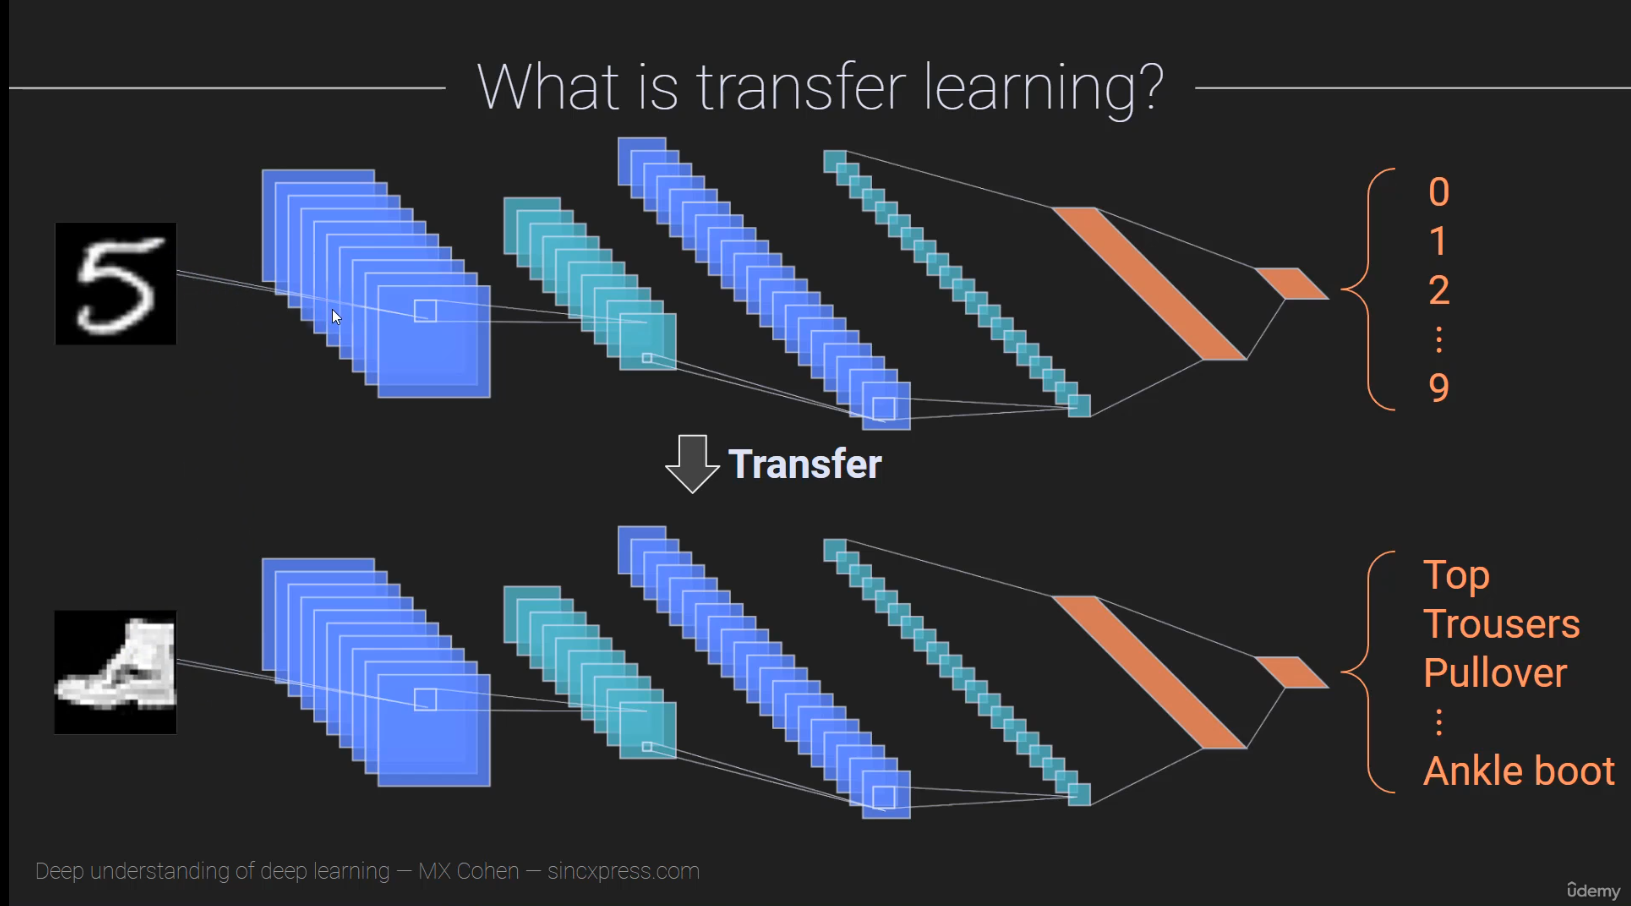 What is transfer learning?
5
0
1
2
⋮
9
Transfer
Top
Trousers
Pullover
⋮
Ankle boot
Deep understanding of deep learning — MX Cohen — sincxpress.com
ûdemy